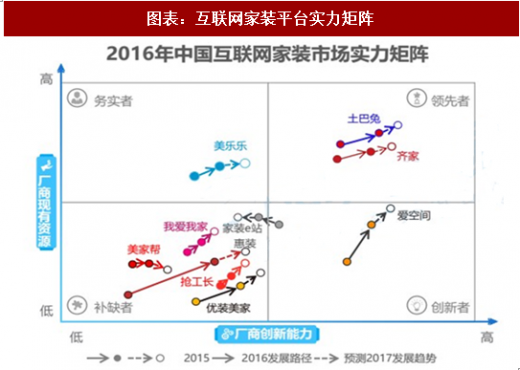 图表：互联网家装平台实力矩阵
2016年中国互联网家装市场实力矩阵
高
务实者
领先者
土巴兔
美乐乐
齐家
厂商现有资源
爱空间
我爱我家
家装e站
惠装
美家帮
抢工长
优装美家
低
补缺者
创新者
低
厂商创新能力
高
2015
2016发展路径
预测2017发展趋势